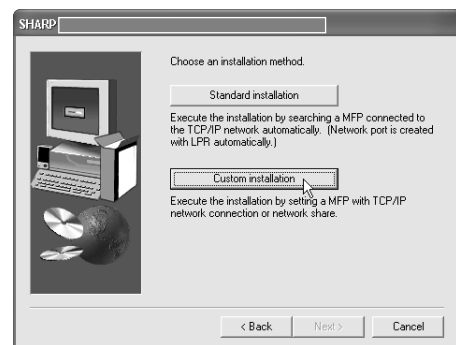 SHARP
Choose an installation method.
Standard installation
Execute the installation by searching a MFP connected to
the TCP/IP network automatically. (Network port is created
with LPR automatically.)
Custom installation
Execute the installation by setting a MFP with TCP/IP
network connection or network share.
< Back
Next >
Cancel